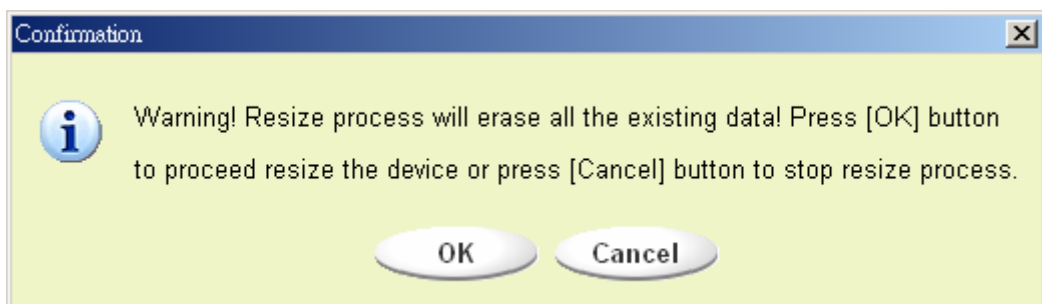 Confirmation
Warning! Resize process will erase all the existing data! Press [OK] button
to proceed resize the device or press [Cancel] button to stop resize process.
OK Cancel